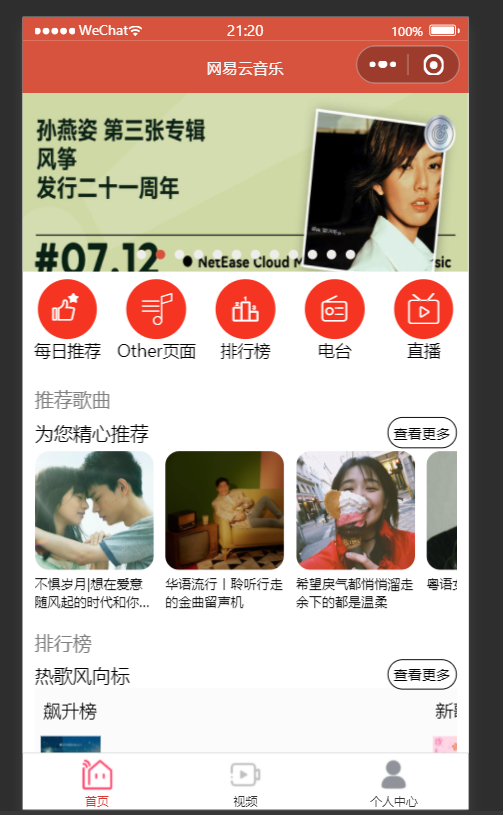 WeChat 21:20 100%
网易云音乐
孙燕姿 第三张专辑
风筝
发行二十一周年
#07.12
NetEase Cloud M sic
每日推荐 Other页面 排行榜 电台 直播
推荐歌曲
为您精心推荐 查看更多
不惧岁月|想在爱意 华语流行丨聆听行走 希望戾气都悄悄溜走 粤语
随风起的时代和你... 的金曲留声机 余下的都是温柔
排行榜
热歌风向标 查看更多
飙升榜 新
首页 视频 个人中心